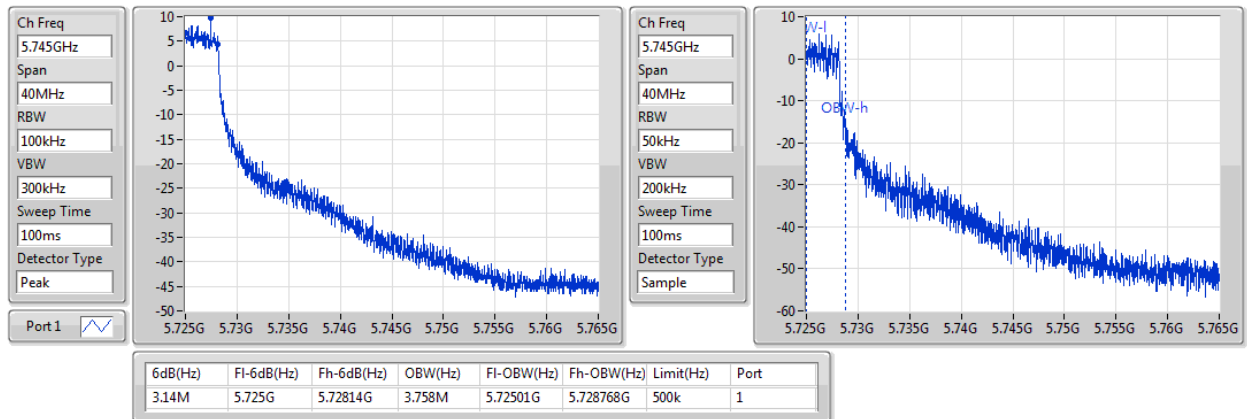 Ch Freq
5.745GHz
Span
40MHz
RBW
100kHz
VBW
300kHz
Sweep Time
100ms
Detector Type
Peak
Port 1
10
5
0
-5
-10
-15
-20
-25
-30
-35
-40
-45
-50
5.725G 5.73G 5.735G 5.74G 5.745G 5.75G 5.755G 5.76G 5.765G
Ch Freq
5.745GHz
Span
40MHz
RBW
50kHz
VBW
200kHz
Sweep Time
100ms
Detector Type
Sample
10
0
-10
-20
-30
-40
-50
-60
W-l
OBW-h
5.725G 5.73G 5.735G 5.74G 5.745G 5.75G 5.755G 5.76G 5.765G
6dB(Hz) Fl-6dB(Hz) Fh-6dB(Hz) OBW(Hz) Fl-OBW(Hz) Fh-OBW(Hz) Limit(Hz) Port
3.14M 5.725G 5.72814G 3.758M 5.72501G 5.728768G 500k 1